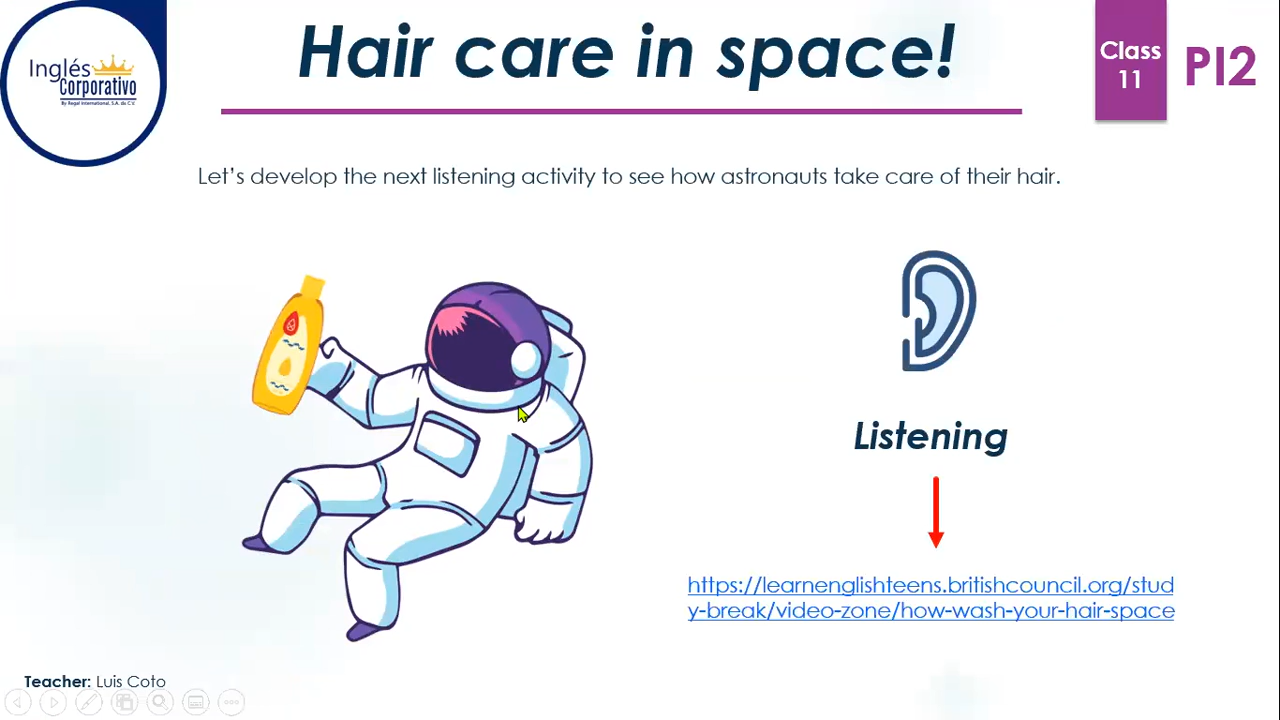 Inglés
Corporativo
By Regal International, S.A. de C.V.
Hair care in space!
Class
11
PI2
Let's develop the next listening activity to see how astronauts take care of their hair.
Listening
https://learnenglishteens.britishcouncil.org/stud
y-break/video-zone/how-wash-your-hair-space
Teacher: Luis Coto